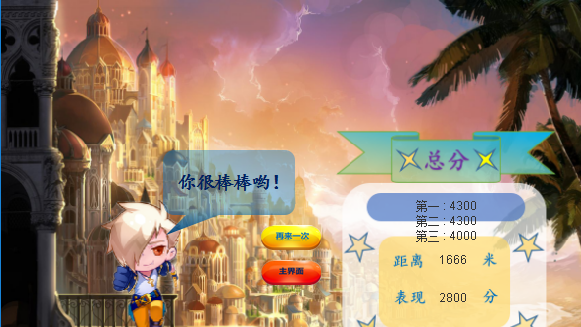 你很棒棒哟！
再来一次
主界面
总分
第一 : 4300
第二 : 4300
第三 : 4000
距离 1666 米
表现 2800 分